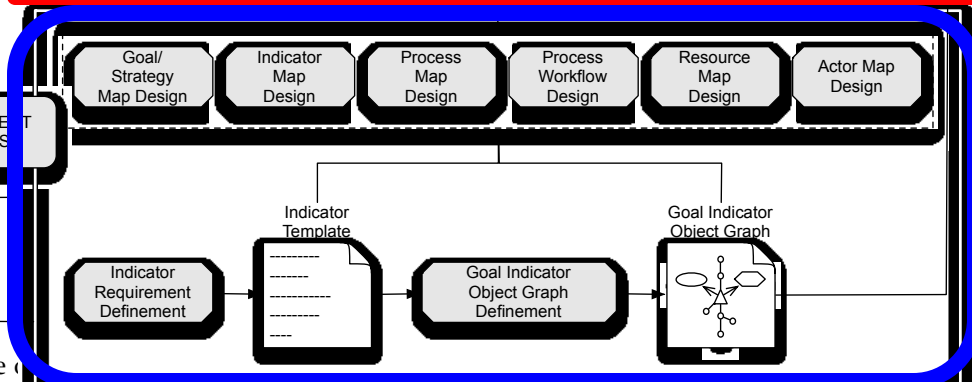 Goal/
Strategy
Map Design
Indicator
Map
Design
Process
Map
Design
Process
Workflow
Design
Resource
Map
Design
Actor Map
Design
Indicator
Template
Goal Indicator
Object Graph
Indicator
Requirement
Definement
Goal Indicator
Object Graph
Definement